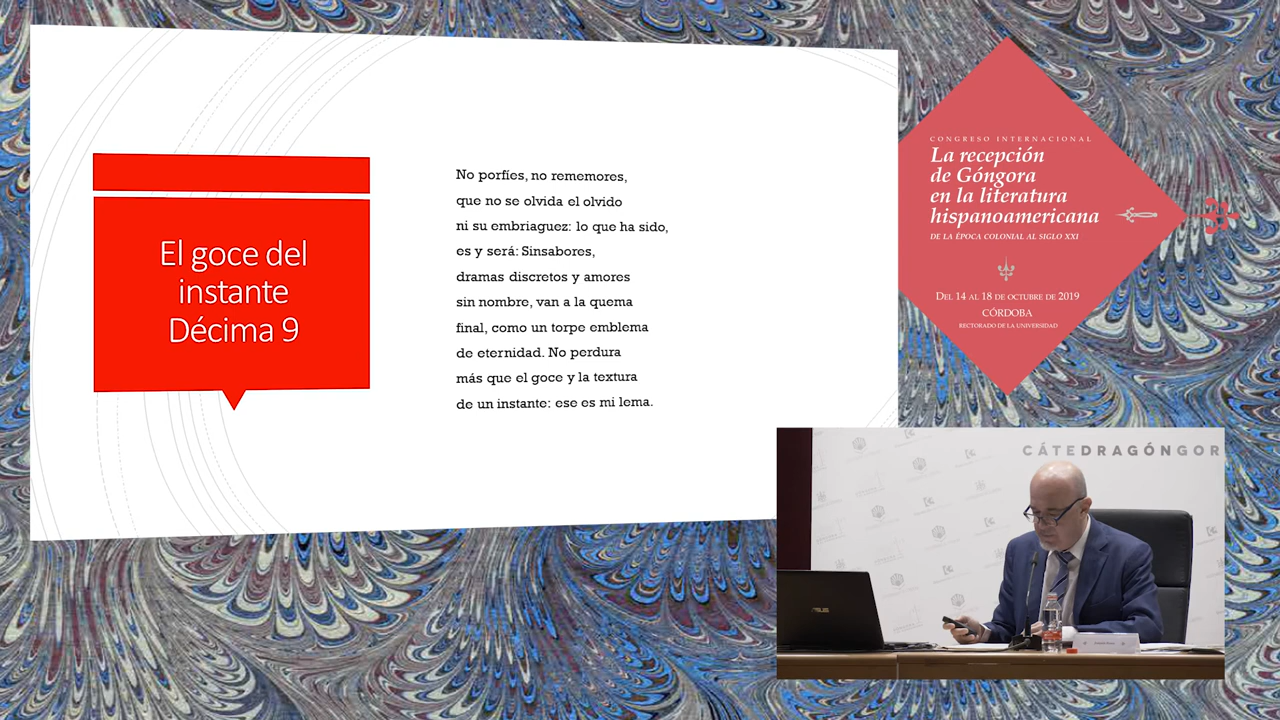 El goce del
instante
Décima 9
No porfíes, no rememores,
que no se olvida el olvido
ni su embriaguez: lo que ha sido,
es y será: Sinsabores,
dramas discretos y amores
sin nombre, van a la quema
final, como un torpe emblema
de eternidad. No perdura
más que el goce y la textura
de un instante: ese es mi lema.
CONGRESO INTERNACIONAL
La recepción
de Góngora
en la literatura
hispanoamericana
DE LA ÉPOCA COLONIAL AL SIGLO XXI
DEL 14 AL 18 DE OCTUBRE DE 2019
CÓRDOBA
RECTORADO DE LA UNIVERSIDAD
CÁTEDRAGÓNGOR
ASUS